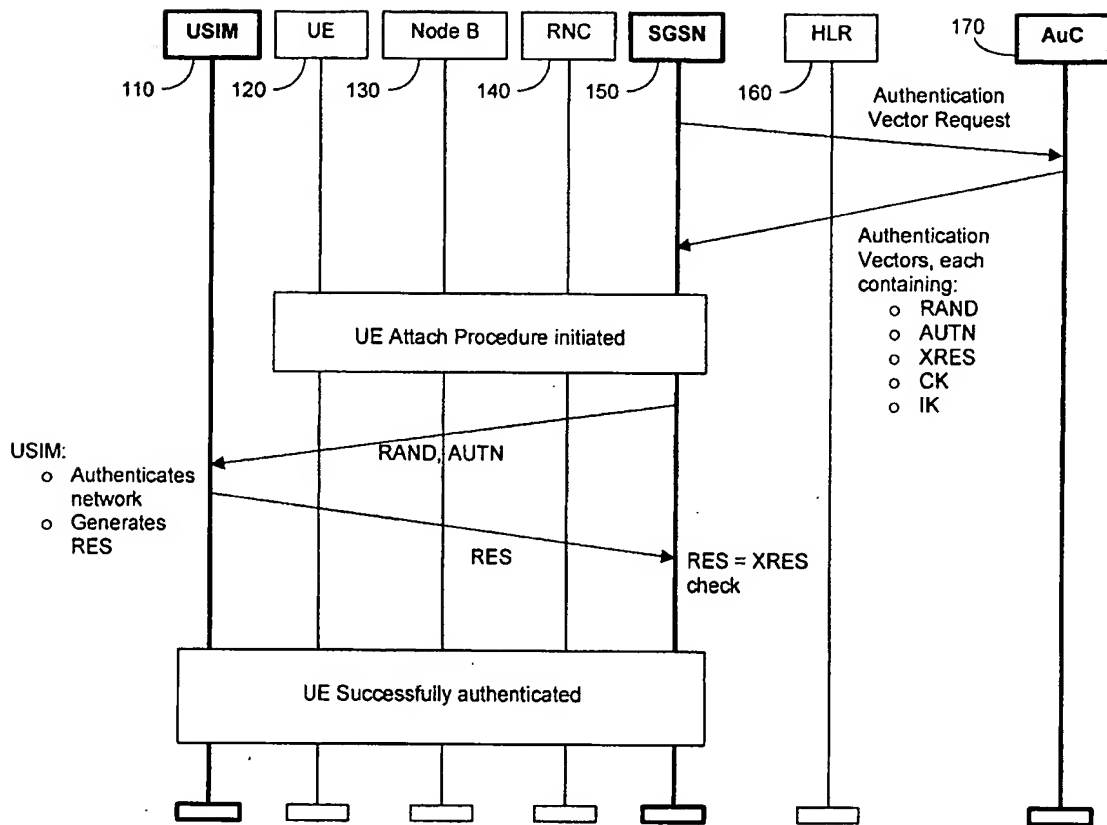 USIM
UE
Node B
RNC
SGSN
HLR
170
AuC
110
120
130
140
150
160
Authentication
Vector Request
Authentication
Vectors, each
containing:
o RAND
o AUTN
o XRES
o CK
o IK
UE Attach Procedure initiated
RAND, AUTN
USIM:
o Authenticates
network
o Generates
RES
RES
RES = XRES
check
UE Successfully authenticated